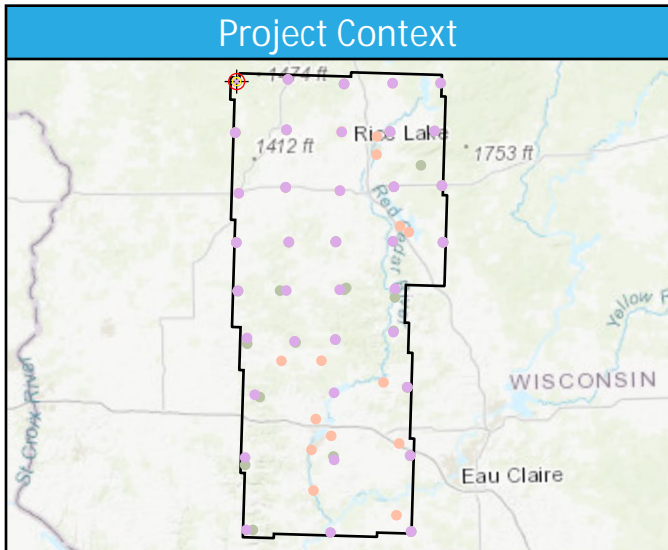 Project Context
1474 ft
Rice Lake
1412 ft
1753 ft
Red Cedar River
Yellow R
WISCONSIN
St Croix River
Eau Claire